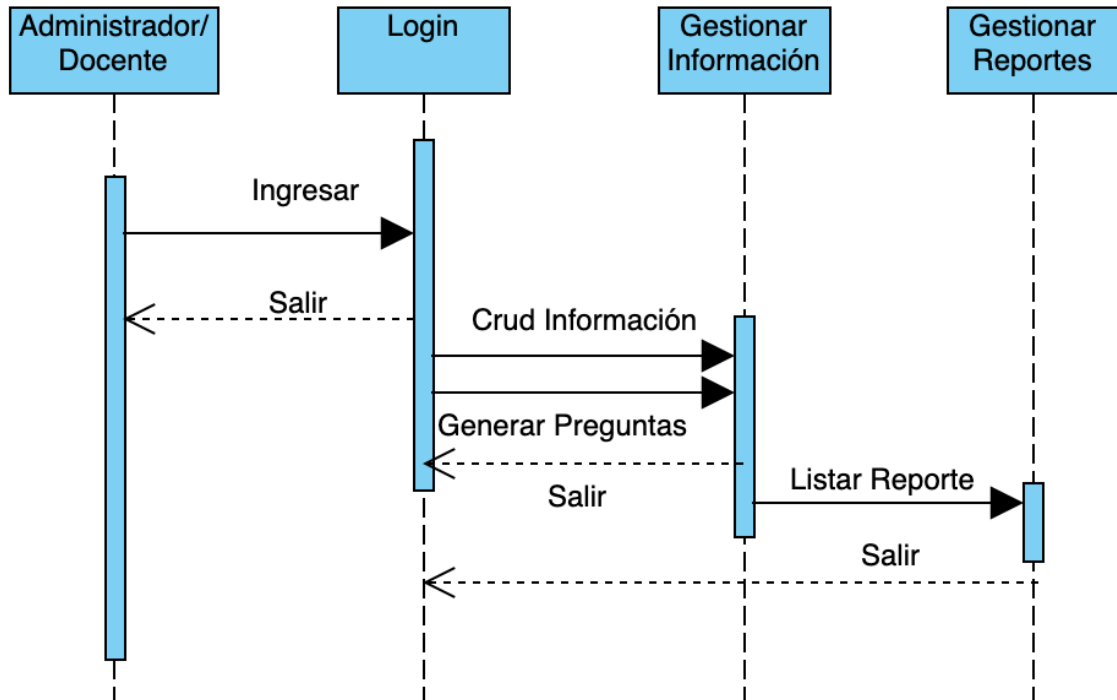 Administrador/
Docente
Login
Gestionar
Información
Gestionar
Reportes
Ingresar
Salir
Crud Información
Generar Preguntas
Salir
Listar Reporte
Salir